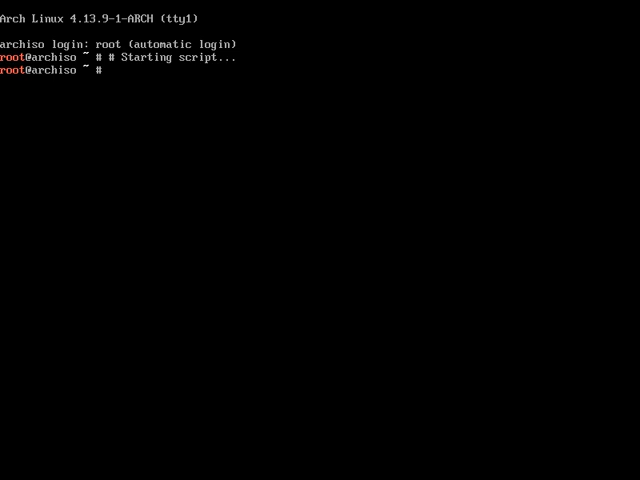 Arch Linux 4.13.9-1-ARCH (tty1)
archiso login: root (automatic login)
root@archiso ~ # # Starting script...
root@archiso ~ #